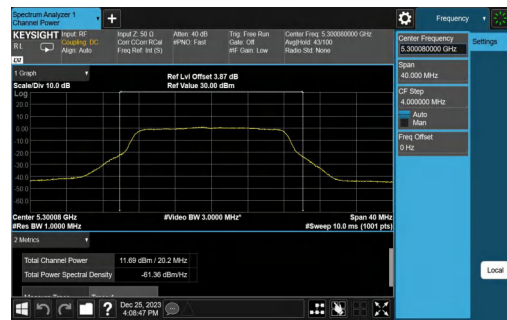 Spectrum Analyzer 1
Channel Power
+
Frequency
KEYSIGHT
R L
Input: RF
Coupling: DC
Align: Auto
Input Z: 50 Ω
Corr CCorr RCal
Freq Ref: Int (S)
Atten: 40 dB
#PNO: Fast
Trig: Free Run
Gate: Off
#IF Gain: Low
Center Freq: 5.300080000 GHz
Avg|Hold: 43/100
Radio Std: None
Center Frequency
5.300080000 GHz
Settings
Span
40.000 MHz
CF Step
4.000000 MHz
Auto
Man
Freq Offset
0 Hz
Local
1 Graph
Scale/Div 10.0 dB
Ref Lvl Offset 3.87 dB
Ref Value 30.00 dBm
Log
20.0
10.0
0.00
-10.0
-20.0
-30.0
-40.0
-50.0
-60.0
Center 5.30008 GHz
#Res BW 1.0000 MHz
#Video BW 3.0000 MHz*
Span 40 MHz
#Sweep 10.0 ms (1001 pts)
2 Metrics
Total Channel Power 11.69 dBm / 20.2 MHz
Total Power Spectral Density -61.36 dBm/Hz
?
Dec 25, 2023
4:08:47 PM